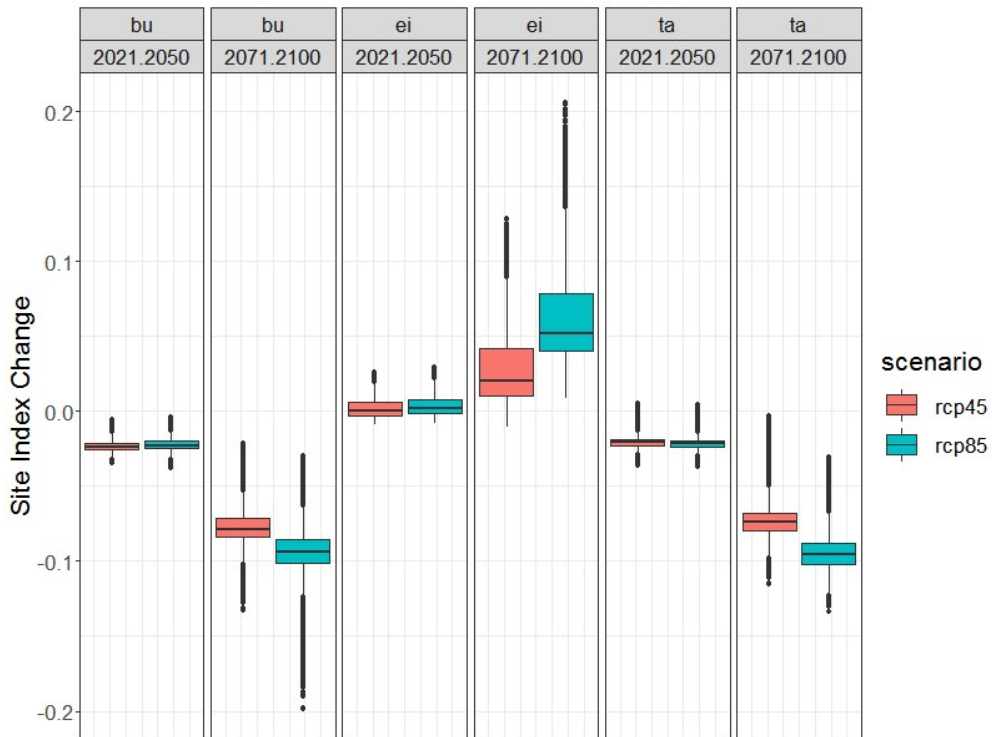 bu bu ei ei ta ta
2021.2050 2071.2100 2021.2050 2071.2100 2021.2050 2071.2100
0.2
0.1
0.0
-0.1
-0.2
Site Index Change
scenario
rcp45
rcp85